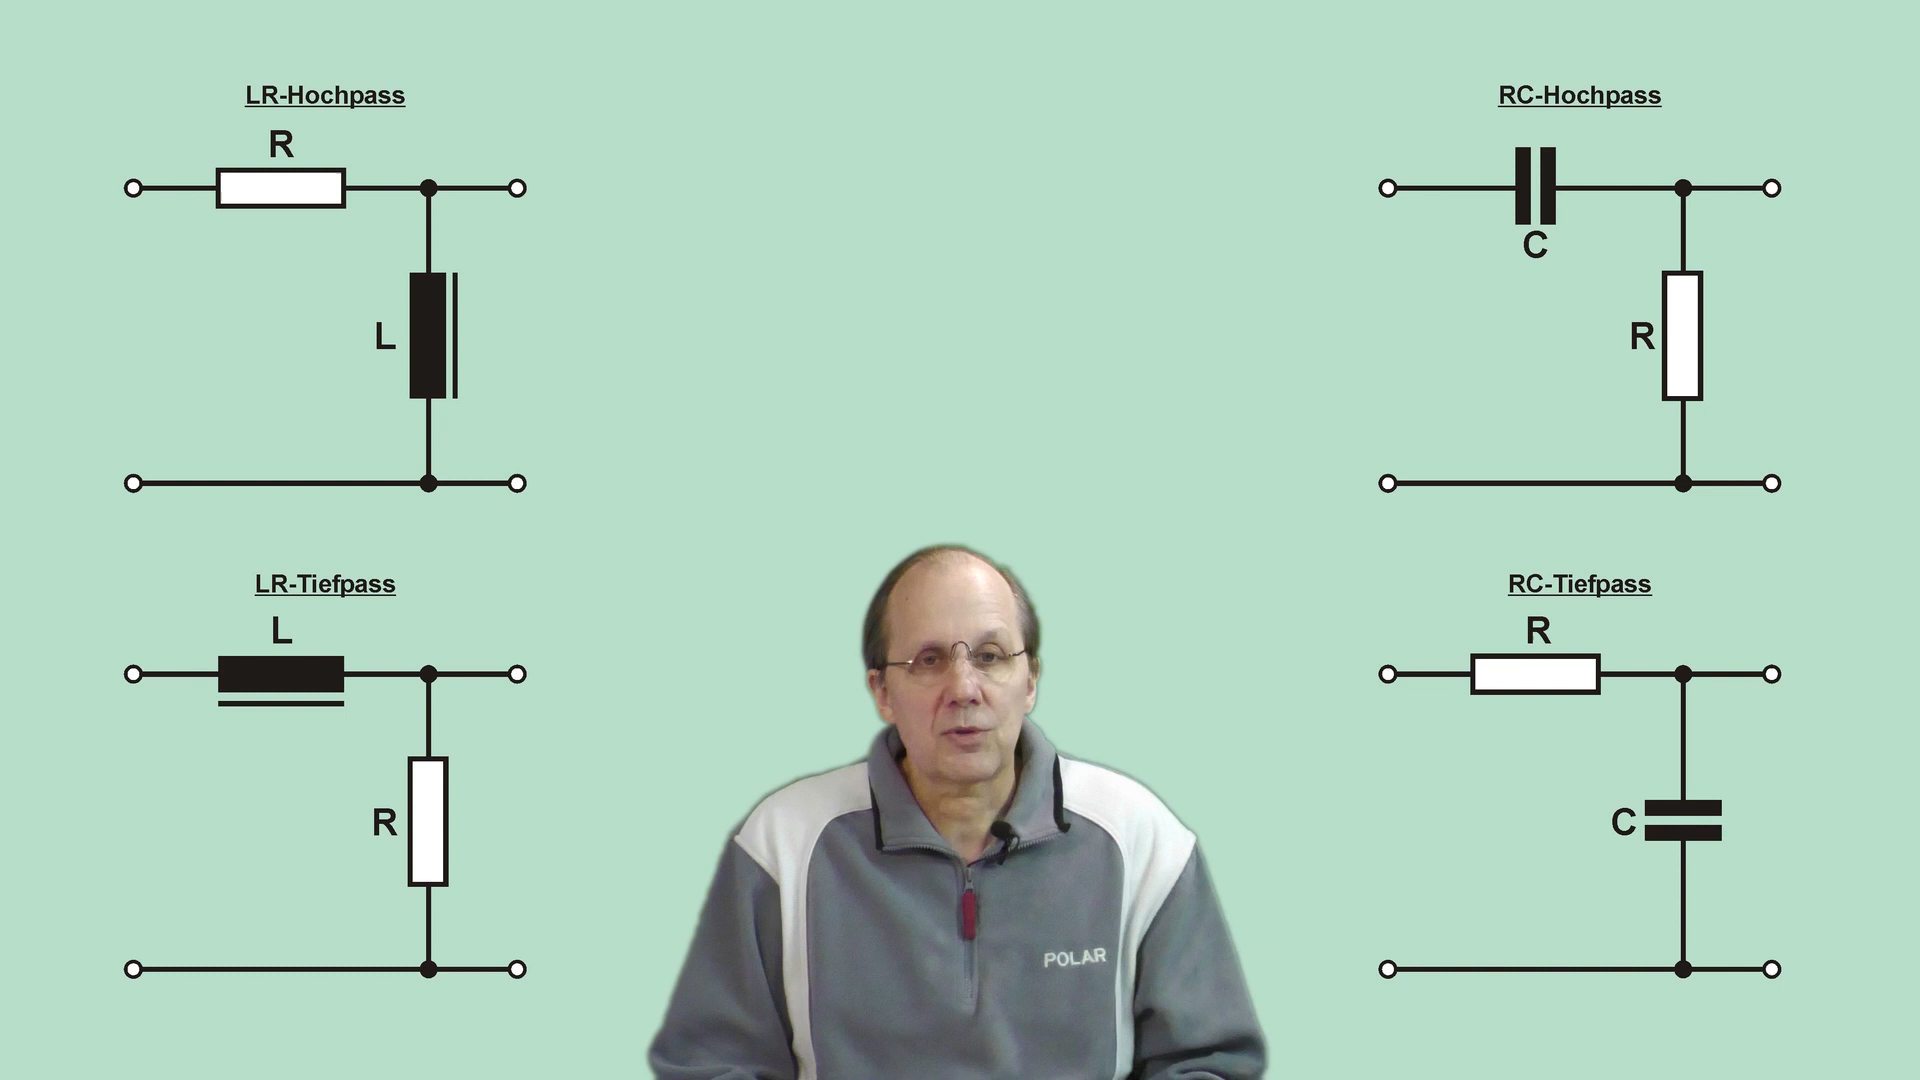 LR-Hochpass
R
L
RC-Hochpass
C
R
LR-Tiefpass
L
R
RC-Tiefpass
R
C
POLAR